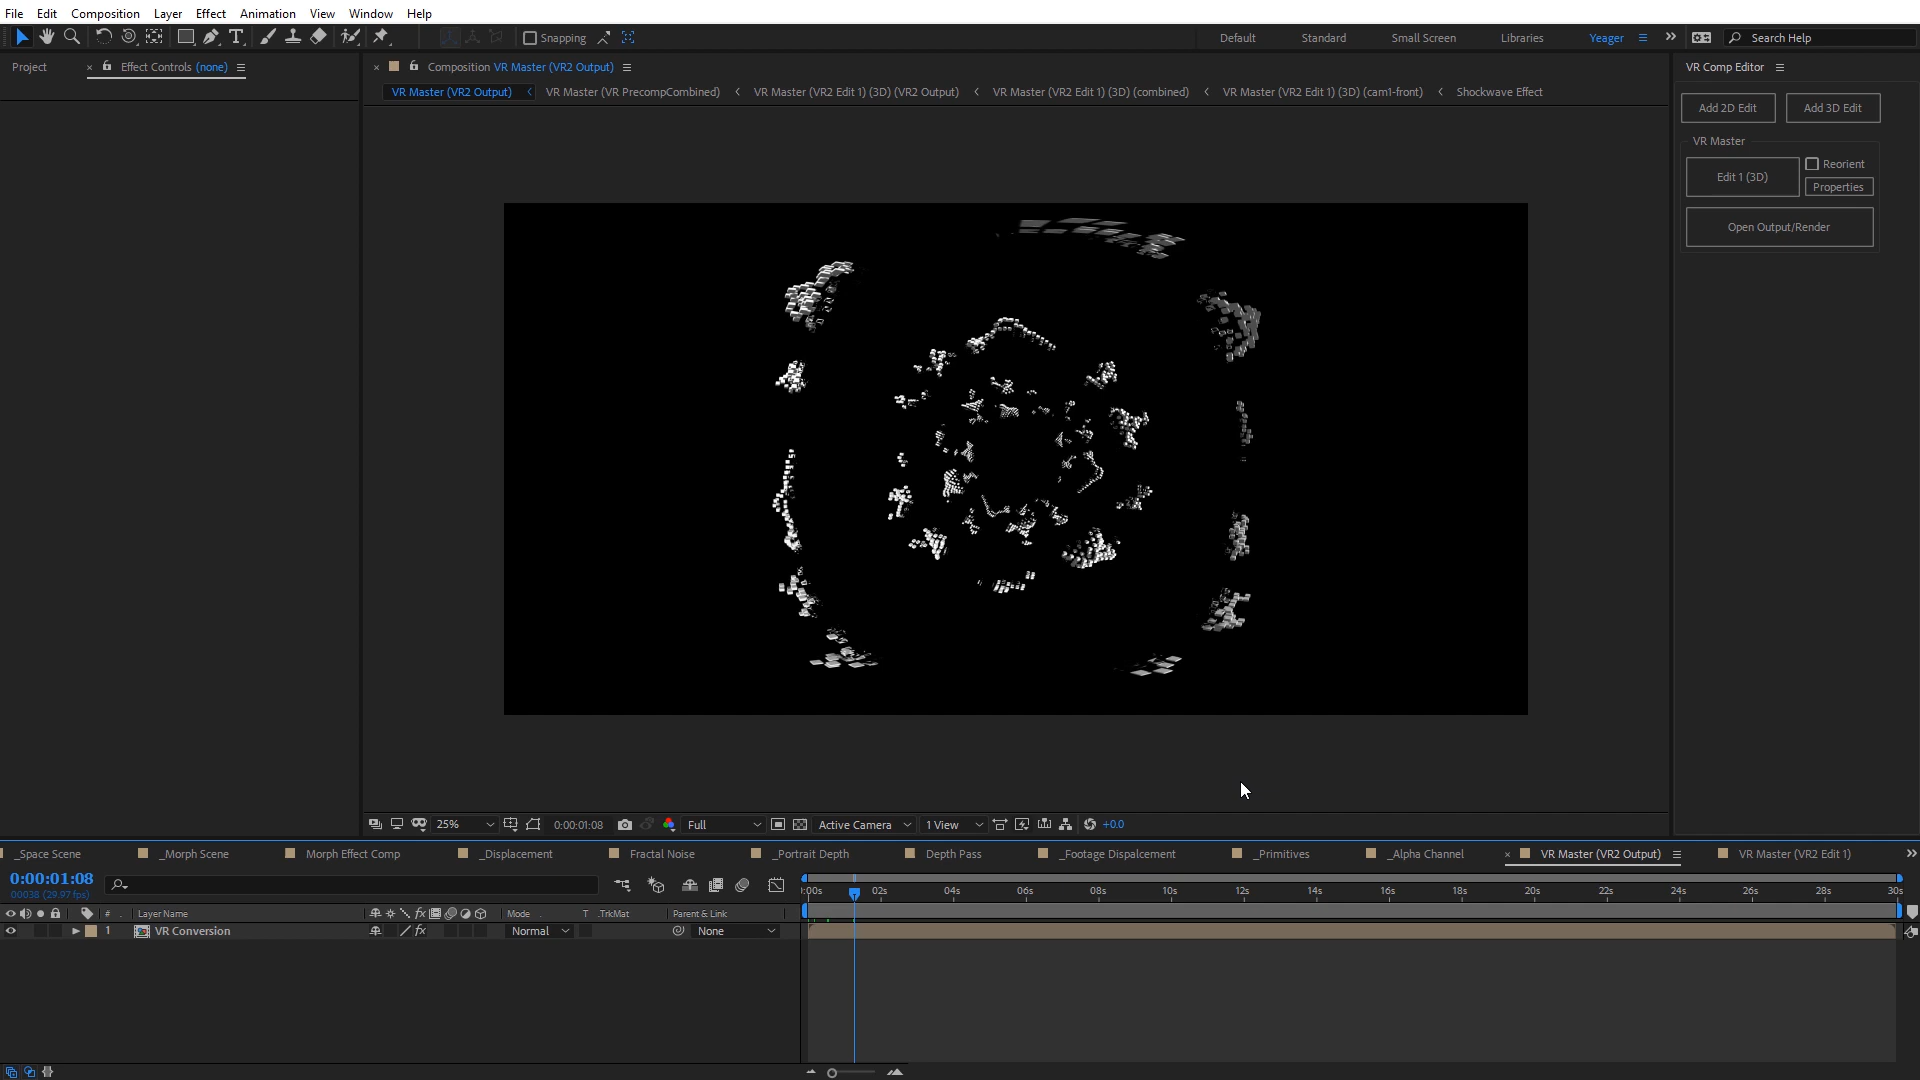 File Edit Composition Layer Effect Animation View Window Help
Snapping Default Standard Small Screen Libraries Yeager Search Help
Project Effect Controls (none) Composition VR Master (VR2 Output) VR Comp Editor
VR Master (VR2 Output) VR Master (VR PrecompCombined) VR Master (VR2 Edit 1) (3D) (VR2 Output) VR Master (VR2 Edit 1) (3D) (combined) VR Master (VR2 Edit 1) (3D) (cam1-front) Shockwave Effect
Add 2D Edit Add 3D Edit
VR Master
Edit 1 (3D) Reorient
Properties
Open Output/Render
25% 0:00:01:08 Full Active Camera 1 View +0.0
_Space Scene _Morph Scene Morph Effect Comp _Displacement Fractal Noise _Portrait Depth Depth Pass _Footage Dispalcement _Primitives _Alpha Channel VR Master (VR2 Output) VR Master (VR2 Edit 1)
0:00:01:08
00038 (29.97 fps)
:00s 02s 04s 06s 08s 10s 12s 14s 16s 18s 20s 22s 24s 26s 28s 30s
# Layer Name Mode T .TrkMat Parent & Link
1 VR Conversion Normal None